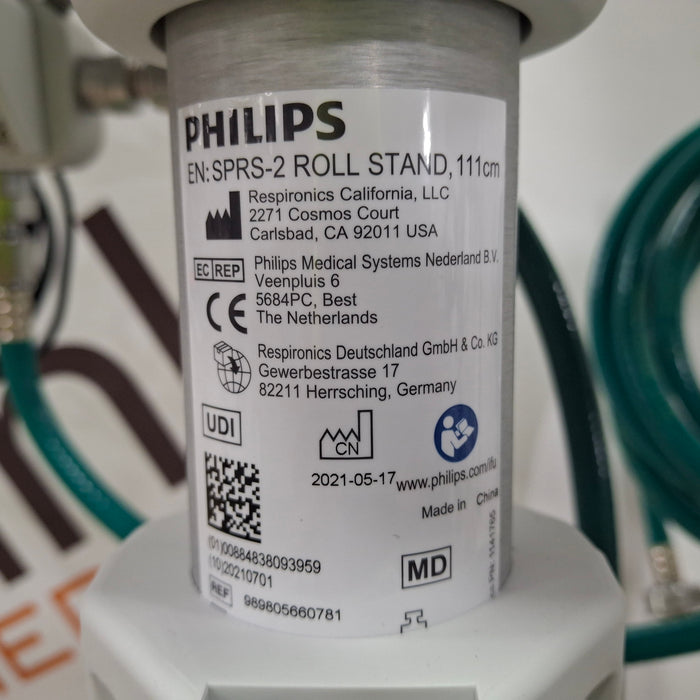 PHILIPS
EN: SPRS-2 ROLL STAND, 111cm
Respironics California, LLC
2271 Cosmos Court
Carlsbad, CA 92011 USA
EC REP
Philips Medical Systems Nederland B.V.
Veenpluis 6
5684PC, Best
The Netherlands
CE
Respironics Deutschland GmbH & Co. KG
Gewerbestrasse 17
82211 Herrsching, Germany
UDI
CN
2021-05-17
www.philips.com/ifu
Made in China
(01)00884838093959
(10)20210701
MD
REF
989805660781
1141765